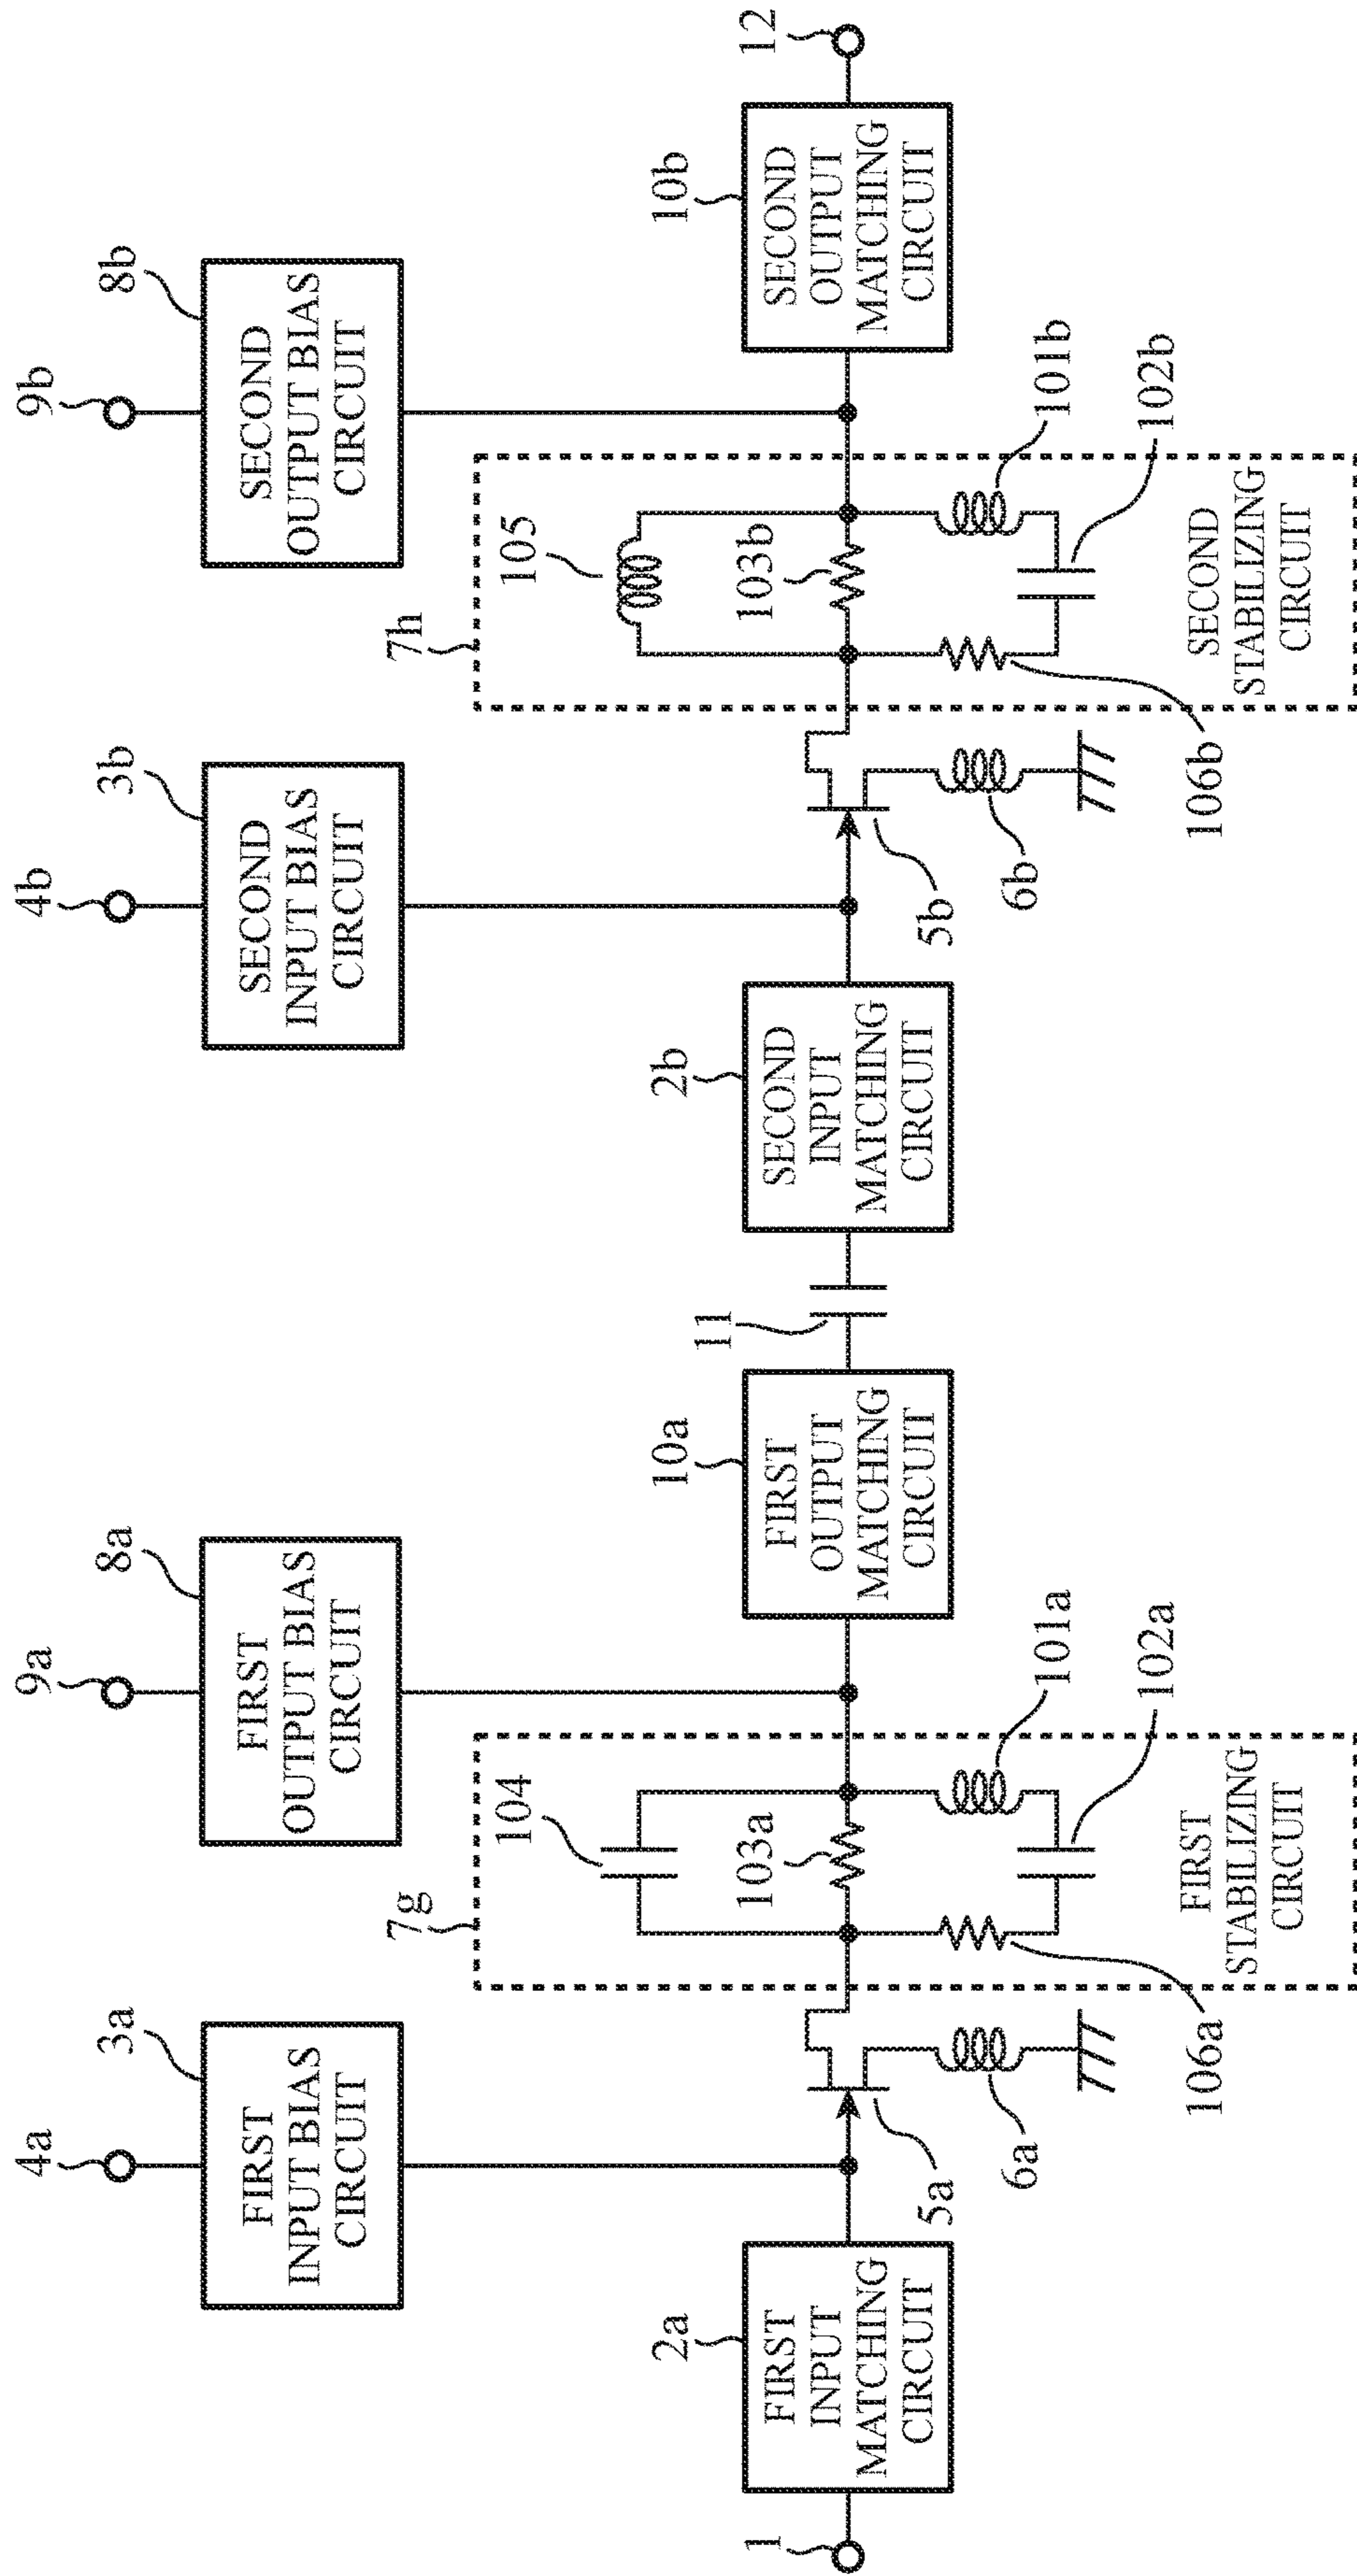 4a
3a
FIRST
INPUT BIAS
CIRCUIT
9a
8a
FIRST
OUTPUT BIAS
CIRCUIT
4b
3b
SECOND
INPUT BIAS
CIRCUIT
9b
8b
SECOND
OUTPUT BIAS
CIRCUIT
1
2a
FIRST
INPUT
MATCHING
CIRCUIT
5a
6a
7g
104
103a
101a
102a
106a
FIRST
STABILIZING
CIRCUIT
10a
FIRST
OUTPUT
MATCHING
CIRCUIT
11
2b
SECOND
INPUT
MATCHING
CIRCUIT
5b
6b
7h
105
103b
101b
102b
106b
SECOND
STABILIZING
CIRCUIT
10b
SECOND
OUTPUT
MATCHING
CIRCUIT
12